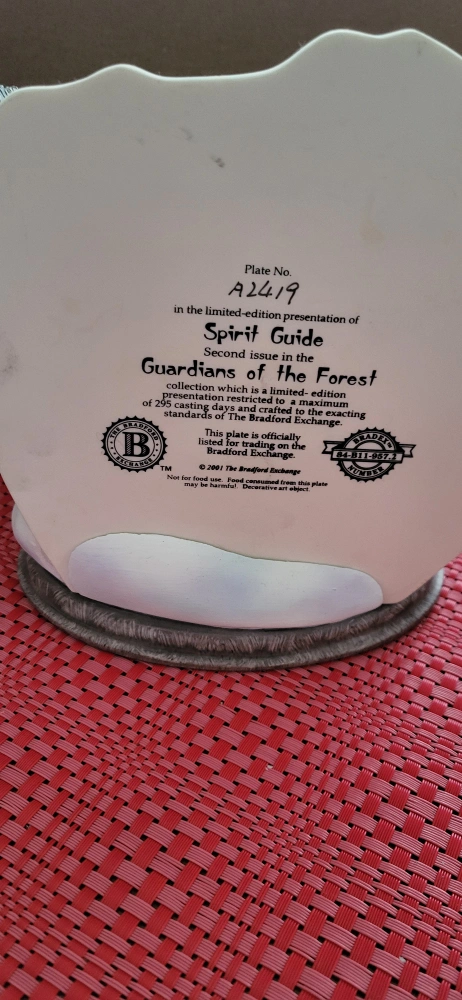 Plate No.
A2419
in the limited-edition presentation of
Spirit Guide
Second issue in the
Guardians of the Forest
collection which is a limited- edition
presentation restricted to a maximum
of 295 casting days and crafted to the exacting
standards of The Bradford Exchange.
THE BRADFORD
B
EXCHANGE
TM
This plate is officially
listed for trading on the
Bradford Exchange.
BRADEX®
84-B11-957.2
NUMBER
© 2001 The Bradford Exchange
Not for food use. Food consumed from this plate
may be harmful. Decorative art object.